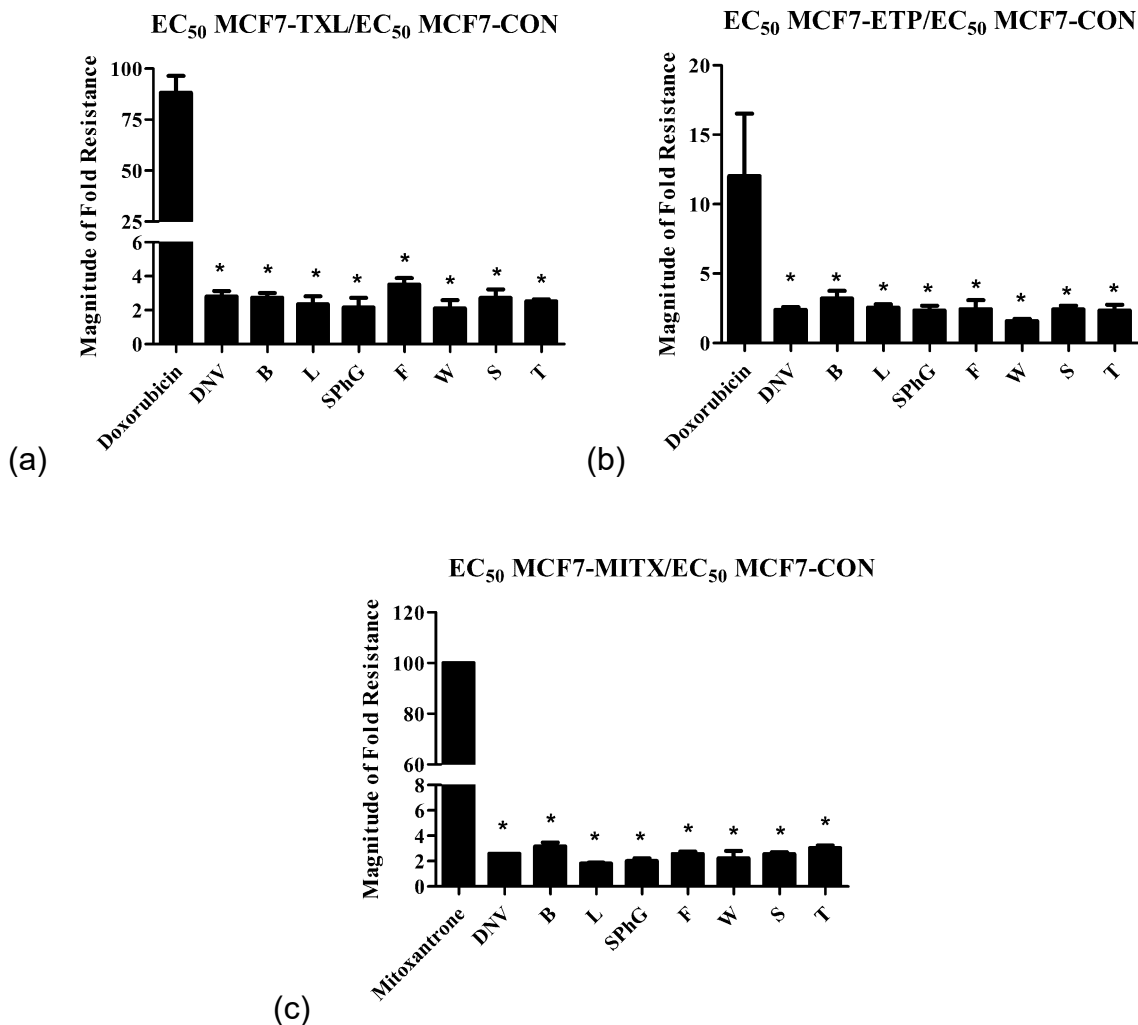 EC50 MCF7-TXL/EC50 MCF7-CON
Magnitude of Fold Resistance
100
75
50
25
6
4
2
0
* * * * * * * *
Doxorubicin DNV B L SPhG F W S T
(a)
EC50 MCF7-ETP/EC50 MCF7-CON
Magnitude of Fold Resistance
20
15
10
5
0
* * * * * * * *
Doxorubicin DNV B L SPhG F W S T
(b)
EC50 MCF7-MITX/EC50 MCF7-CON
Magnitude of Fold Resistance
120
100
80
60
8
6
4
2
0
* * * * * * * *
Mitoxantrone DNV B L SPhG F W S T
(c)